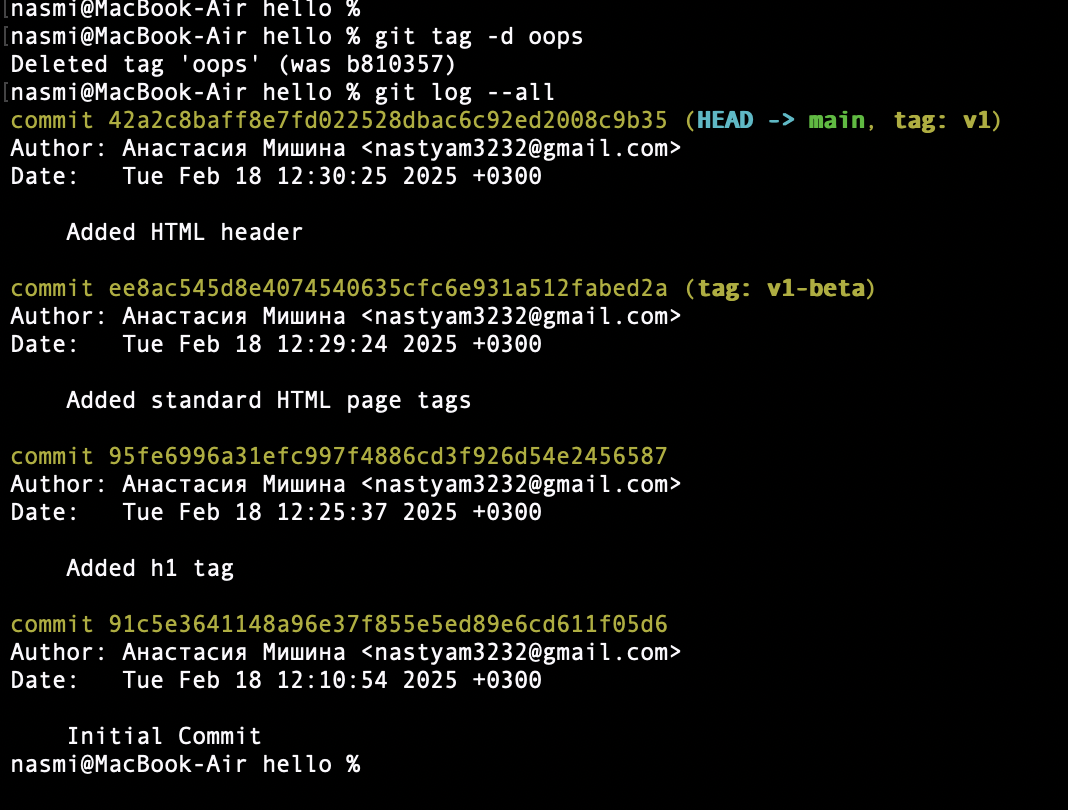 [nasmi@MacBook-Air hello %
[nasmi@MacBook-Air hello % git tag -d oops
Deleted tag 'oops' (was b810357)
[nasmi@MacBook-Air hello % git log --all
commit 42a2c8baff8e7fd022528dbac6c92ed2008c9b35 (HEAD -> main, tag: v1)
Author: Анастасия Мишина <nastyam3232@gmail.com>
Date:   Tue Feb 18 12:30:25 2025 +0300
    Added HTML header
commit ee8ac545d8e4074540635cfc6e931a512fabed2a (tag: v1-beta)
Author: Анастасия Мишина <nastyam3232@gmail.com>
Date:   Tue Feb 18 12:29:24 2025 +0300
    Added standard HTML page tags
commit 95fe6996a31efc997f4886cd3f926d54e2456587
Author: Анастасия Мишина <nastyam3232@gmail.com>
Date:   Tue Feb 18 12:25:37 2025 +0300
    Added h1 tag
commit 91c5e3641148a96e37f855e5ed89e6cd611f05d6
Author: Анастасия Мишина <nastyam3232@gmail.com>
Date:   Tue Feb 18 12:10:54 2025 +0300
    Initial Commit
nasmi@MacBook-Air hello %